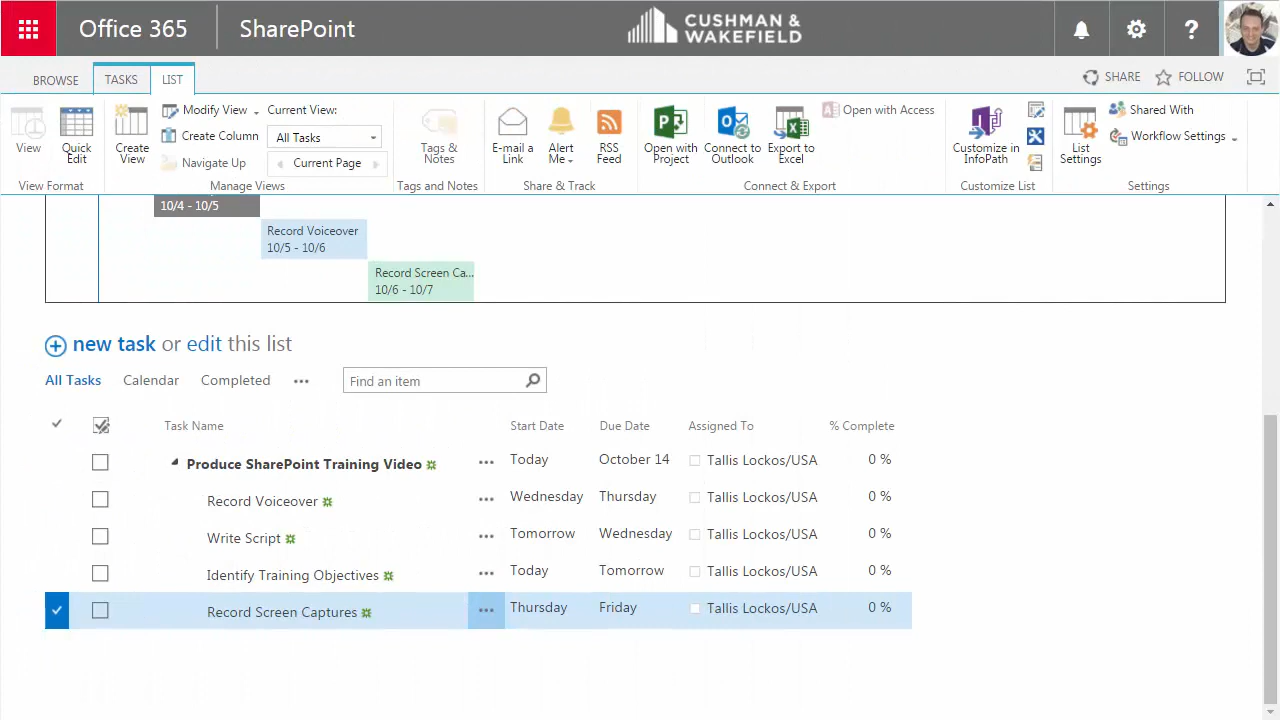 Office 365
SharePoint
CUSHMAN &
WAKEFIELD
?
BROWSE
TASKS
LIST
SHARE
FOLLOW
View
Quick
Edit
View Format
Create
View
Modify View
Create Column
Navigate Up
Current View:
All Tasks
Current Page
Manage Views
Tags &
Notes
Tags and Notes
E-mail a
Link
Alert
Me
RSS
Feed
Share & Track
Open with
Project
Connect to
Outlook
Export to
Excel
Open with Access
Connect & Export
Customize in
InfoPath
Customize List
List
Settings
Shared With
Workflow Settings
Settings
10/4 - 10/5
Record Voiceover
10/5 - 10/6
Record Screen Ca...
10/6 - 10/7
new task or edit this list
All Tasks Calendar Completed ...
Find an item
Task Name Start Date Due Date Assigned To % Complete
Produce SharePoint Training Video ... Today October 14 Tallis Lockos/USA 0 %
Record Voiceover ... Wednesday Thursday Tallis Lockos/USA 0 %
Write Script ... Tomorrow Wednesday Tallis Lockos/USA 0 %
Identify Training Objectives ... Today Tomorrow Tallis Lockos/USA 0 %
Record Screen Captures ... Thursday Friday Tallis Lockos/USA 0 %